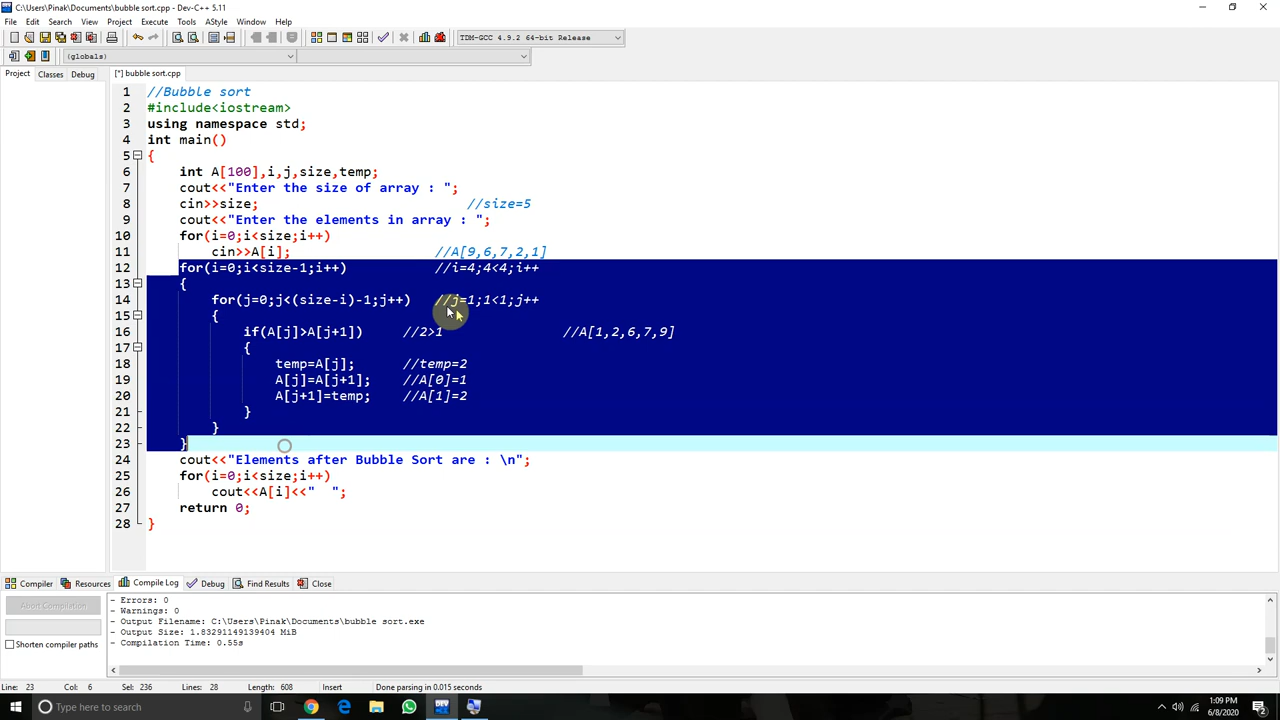 C:\Users\Pinak\Documents\bubble sort.cpp - Dev-C++ 5.11
File Edit Search View Project Execute Tools AStyle Window Help
TDM-GCC 4.9.2 64-bit Release
(globals)
Project Classes Debug [*] bubble sort.cpp
1 //Bubble sort
2 #include<iostream>
3 using namespace std;
4 int main()
5 {
6 int A[100],i,j,size,temp;
7 cout<<"Enter the size of array : ";
8 cin>>size; //size=5
9 cout<<"Enter the elements in array : ";
10 for(i=0;i<size;i++)
11 cin>>A[i]; //A[9,6,7,2,1]
12 for(i=0;i<size-1;i++) //i=4;4<4;i++
13 {
14 for(j=0;j<(size-i)-1;j++) //j=1;1<1;j++
15 {
16 if(A[j]>A[j+1]) //2>1 //A[1,2,6,7,9]
17 {
18 temp=A[j]; //temp=2
19 A[j]=A[j+1]; //A[0]=1
20 A[j+1]=temp; //A[1]=2
21 }
22 }
23 }
24 cout<<"Elements after Bubble Sort are : \n";
25 for(i=0;i<size;i++)
26 cout<<A[i]<<"  ";
27 return 0;
28 }
Compiler Resources Compile Log Debug Find Results Close
Abort Compilation
Shorten compiler paths
- Errors: 0
- Warnings: 0
- Output Filename: C:\Users\Pinak\Documents\bubble sort.exe
- Output Size: 1.83291149139404 MiB
- Compilation Time: 0.55s
Line: 23 Col: 6 Sel: 236 Lines: 28 Length: 608 Insert Done parsing in 0.015 seconds
Type here to search
1:09 PM
6/8/2020
2